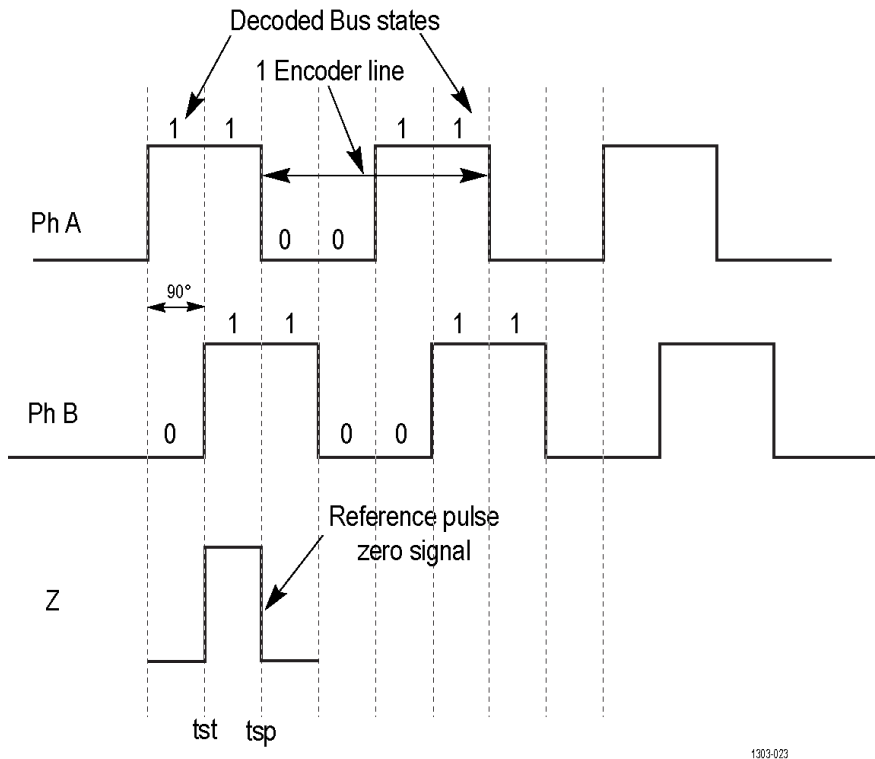 Decoded Bus states
1 Encoder line
1 1 1 1
Ph A
0 0
90°
1 1 1 1
Ph B
0 0 0
Reference pulse
zero signal
Z
tst tsp
1303-023